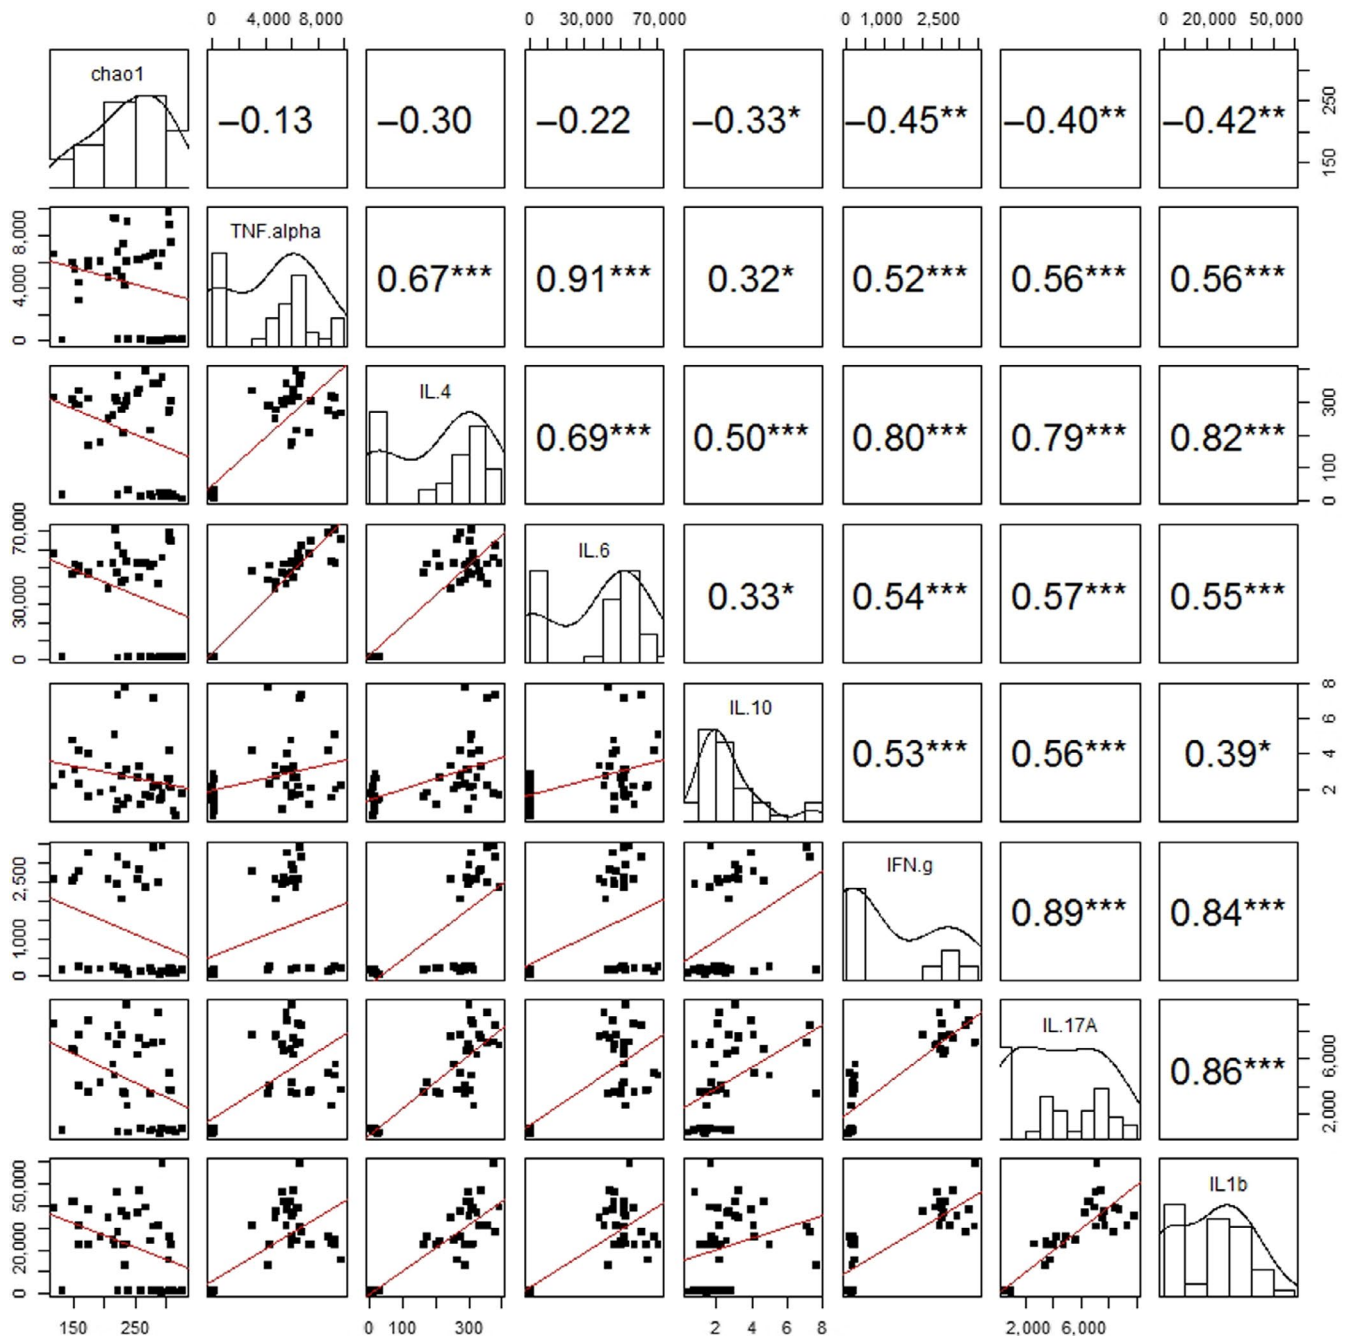 0 4,000 8,000 0 30,000 70,000 0 1,000 2,500 0 20,000 50,000
chao1 −0.13 −0.30 −0.22 −0.33* −0.45** −0.40** −0.42** 150 250
0 4,000 8,000 TNF.alpha 0.67*** 0.91*** 0.32* 0.52*** 0.56*** 0.56***
IL.4 0.69*** 0.50*** 0.80*** 0.79*** 0.82*** 0 100 300
0 30,000 70,000 IL.6 0.33* 0.54*** 0.57*** 0.55***
IL.10 0.53*** 0.56*** 0.39* 2 4 6 8
0 1,000 2,500 IFN.g 0.89*** 0.84***
IL.17A 0.86*** 2,000 6,000
0 20,000 50,000 IL1b
150 250 0 100 300 2 4 6 8 2,000 6,000